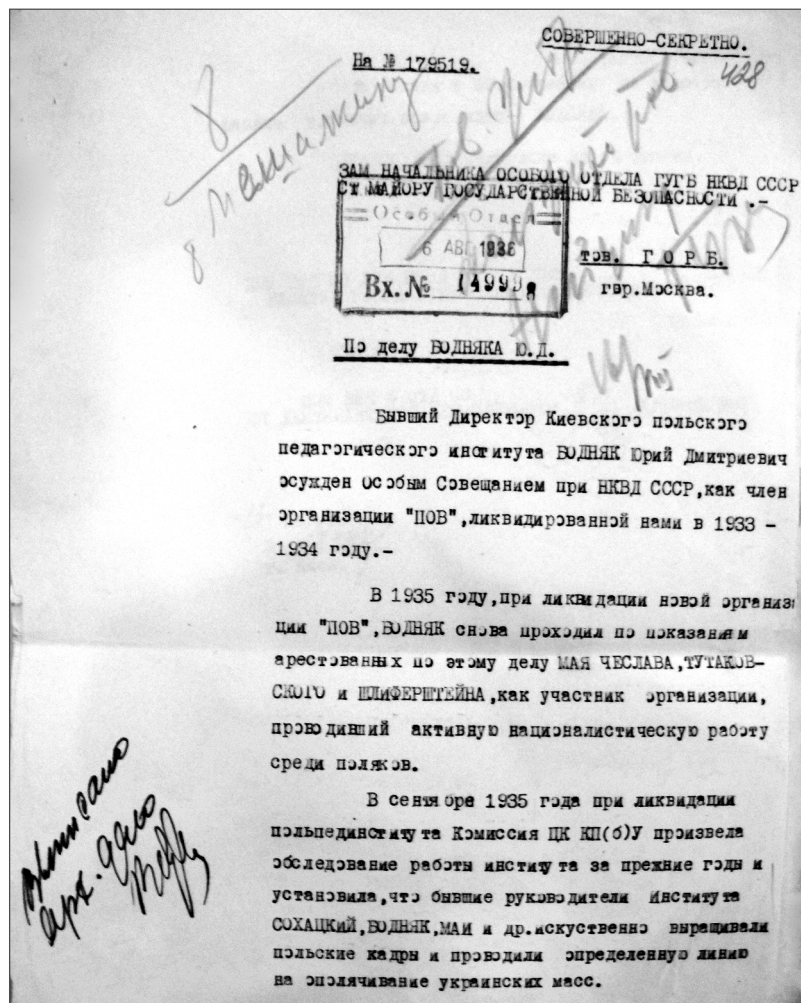 СОВЕРШЕННО-СЕКРЕТНО.
428
На № 179519.
ЗАМ НАЧАЛЬНИКА ОСОБОГО ОТДЕЛА ГУГБ НКВД СССР
СТ МАЙОРУ ГОСУДАРСТВЕННОЙ БЕЗОПАСНОСТИ .-
Особый Отдел
6 АВГ 1936
Вх.№ 14999
тов. Г О Р Б.
гор.Москва.
По делу БОДНЯКА Ю.Д.
Бывший Директор Киевского польского
педагогического института БОДНЯК Юрий Дмитриевич
осужден Особым Совещанием при НКВД СССР,как член
организации "ПОВ",ликвидированной нами в 1933 -
1934 году.-
В 1935 году,при ликвидации новой организа
ции "ПОВ",БОДНЯК снова проходил по показаниям
арестованных по этому делу МАЯ ЧЕСЛАВА,ТУТАКОВ-
СКОГО и ШЛИФЕРШТЕЙНА,как участник организации,
проводивший активную националистическую работу
среди поляков.
В сентябре 1935 года при ликвидации
польпединститута Комиссия ЦК КП(б)У произвела
обследование работы института за прежние годы и
установила,что бывшие руководители Института
СОХАЦКИЙ,БОДНЯК,МАЙ и др.искуственно выращивали
польские кадры и проводили определенную линию
на ополячивание украинских масс.